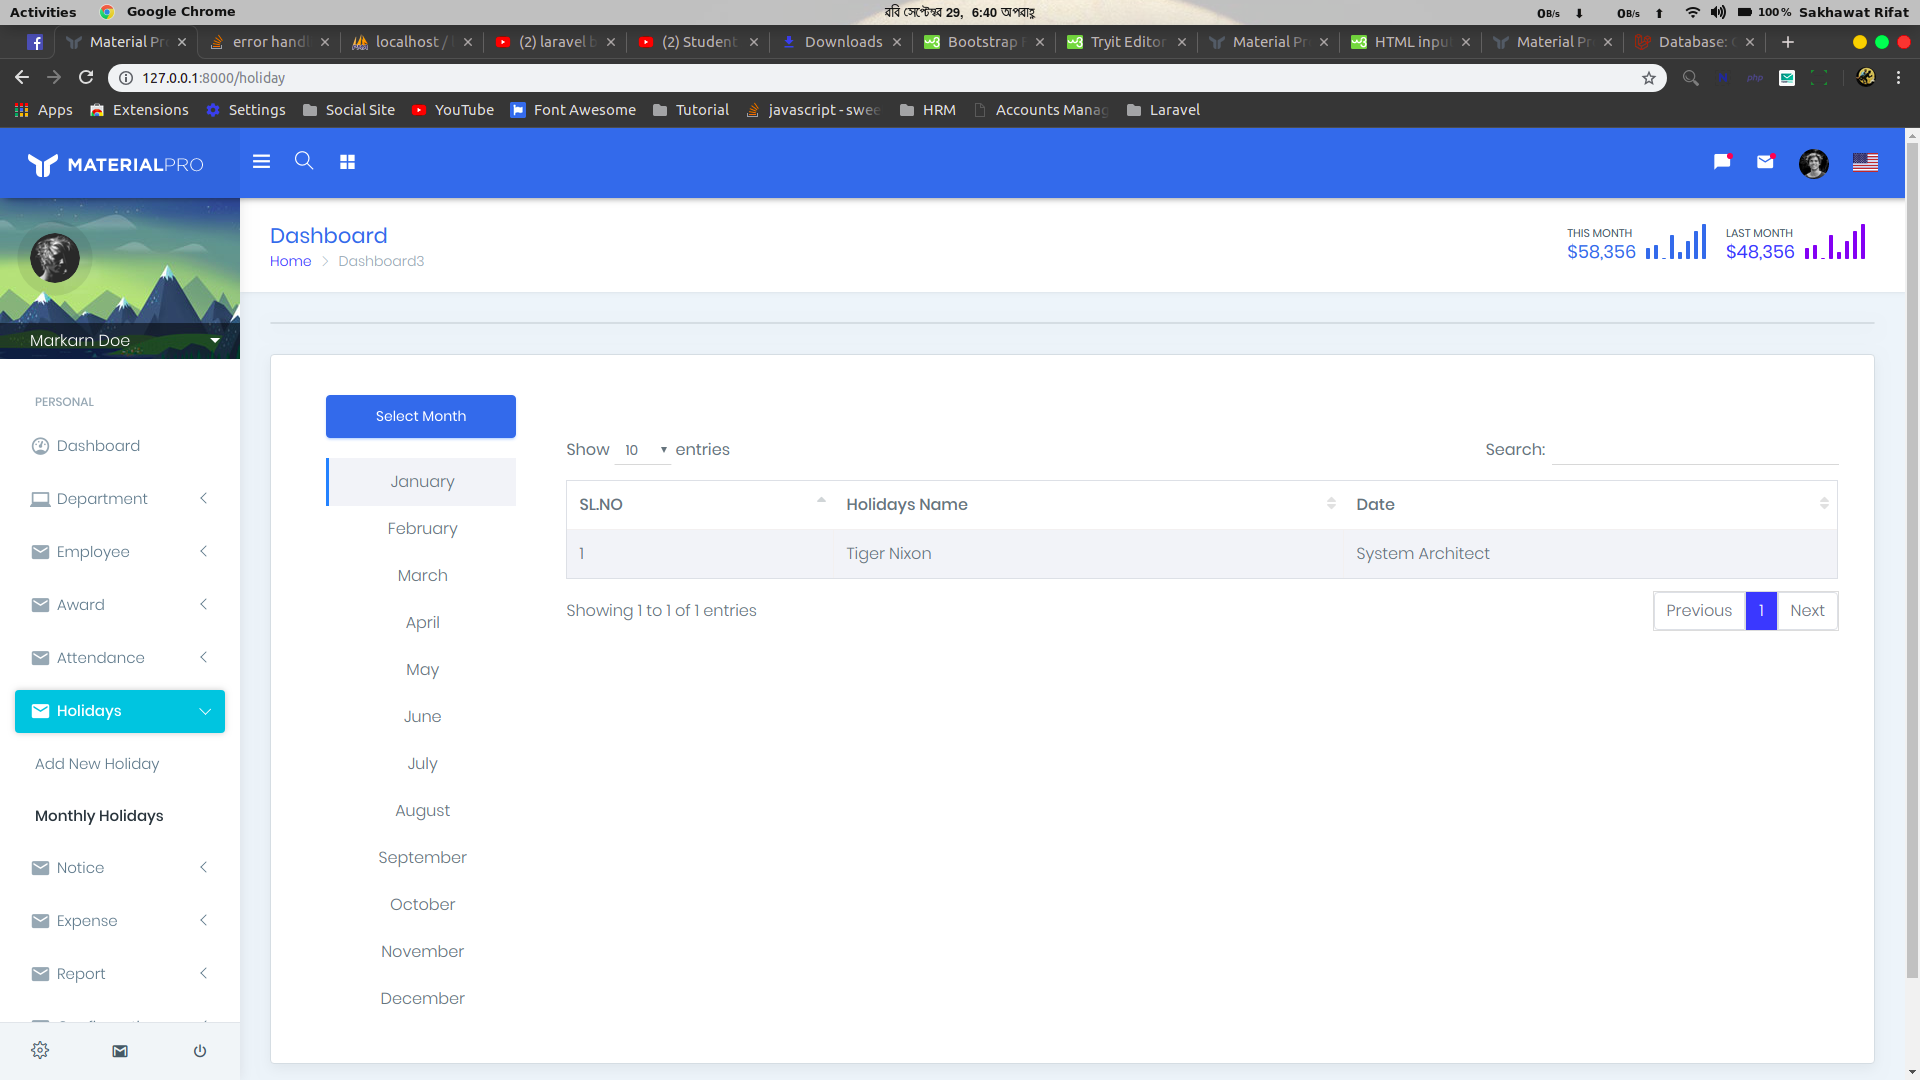 Activities Google Chrome রবি সেপ্টেম্বর 29, 6:40 অপরাহ্ণ 0B/s 0B/s 100% Sakhawat Rifat
Material Pr error handl localhost / (2) laravel b (2) Student Downloads Bootstrap F Tryit Editor Material Pr HTML inpu Material Pr Database:
127.0.0.1:8000/holiday
Apps Extensions Settings Social Site YouTube Font Awesome Tutorial javascript - swee HRM Accounts Manag Laravel
MATERIALPRO
Dashboard
Home Dashboard3
THIS MONTH
$58,356
LAST MONTH
$48,356
Markarn Doe
PERSONAL
Dashboard
Department
Employee
Award
Attendance
Holidays
Add New Holiday
Monthly Holidays
Notice
Expense
Report
Select Month
January
February
March
April
May
June
July
August
September
October
November
December
Show 10 entries Search:
SL.NO Holidays Name Date
1 Tiger Nixon System Architect
Showing 1 to 1 of 1 entries Previous 1 Next